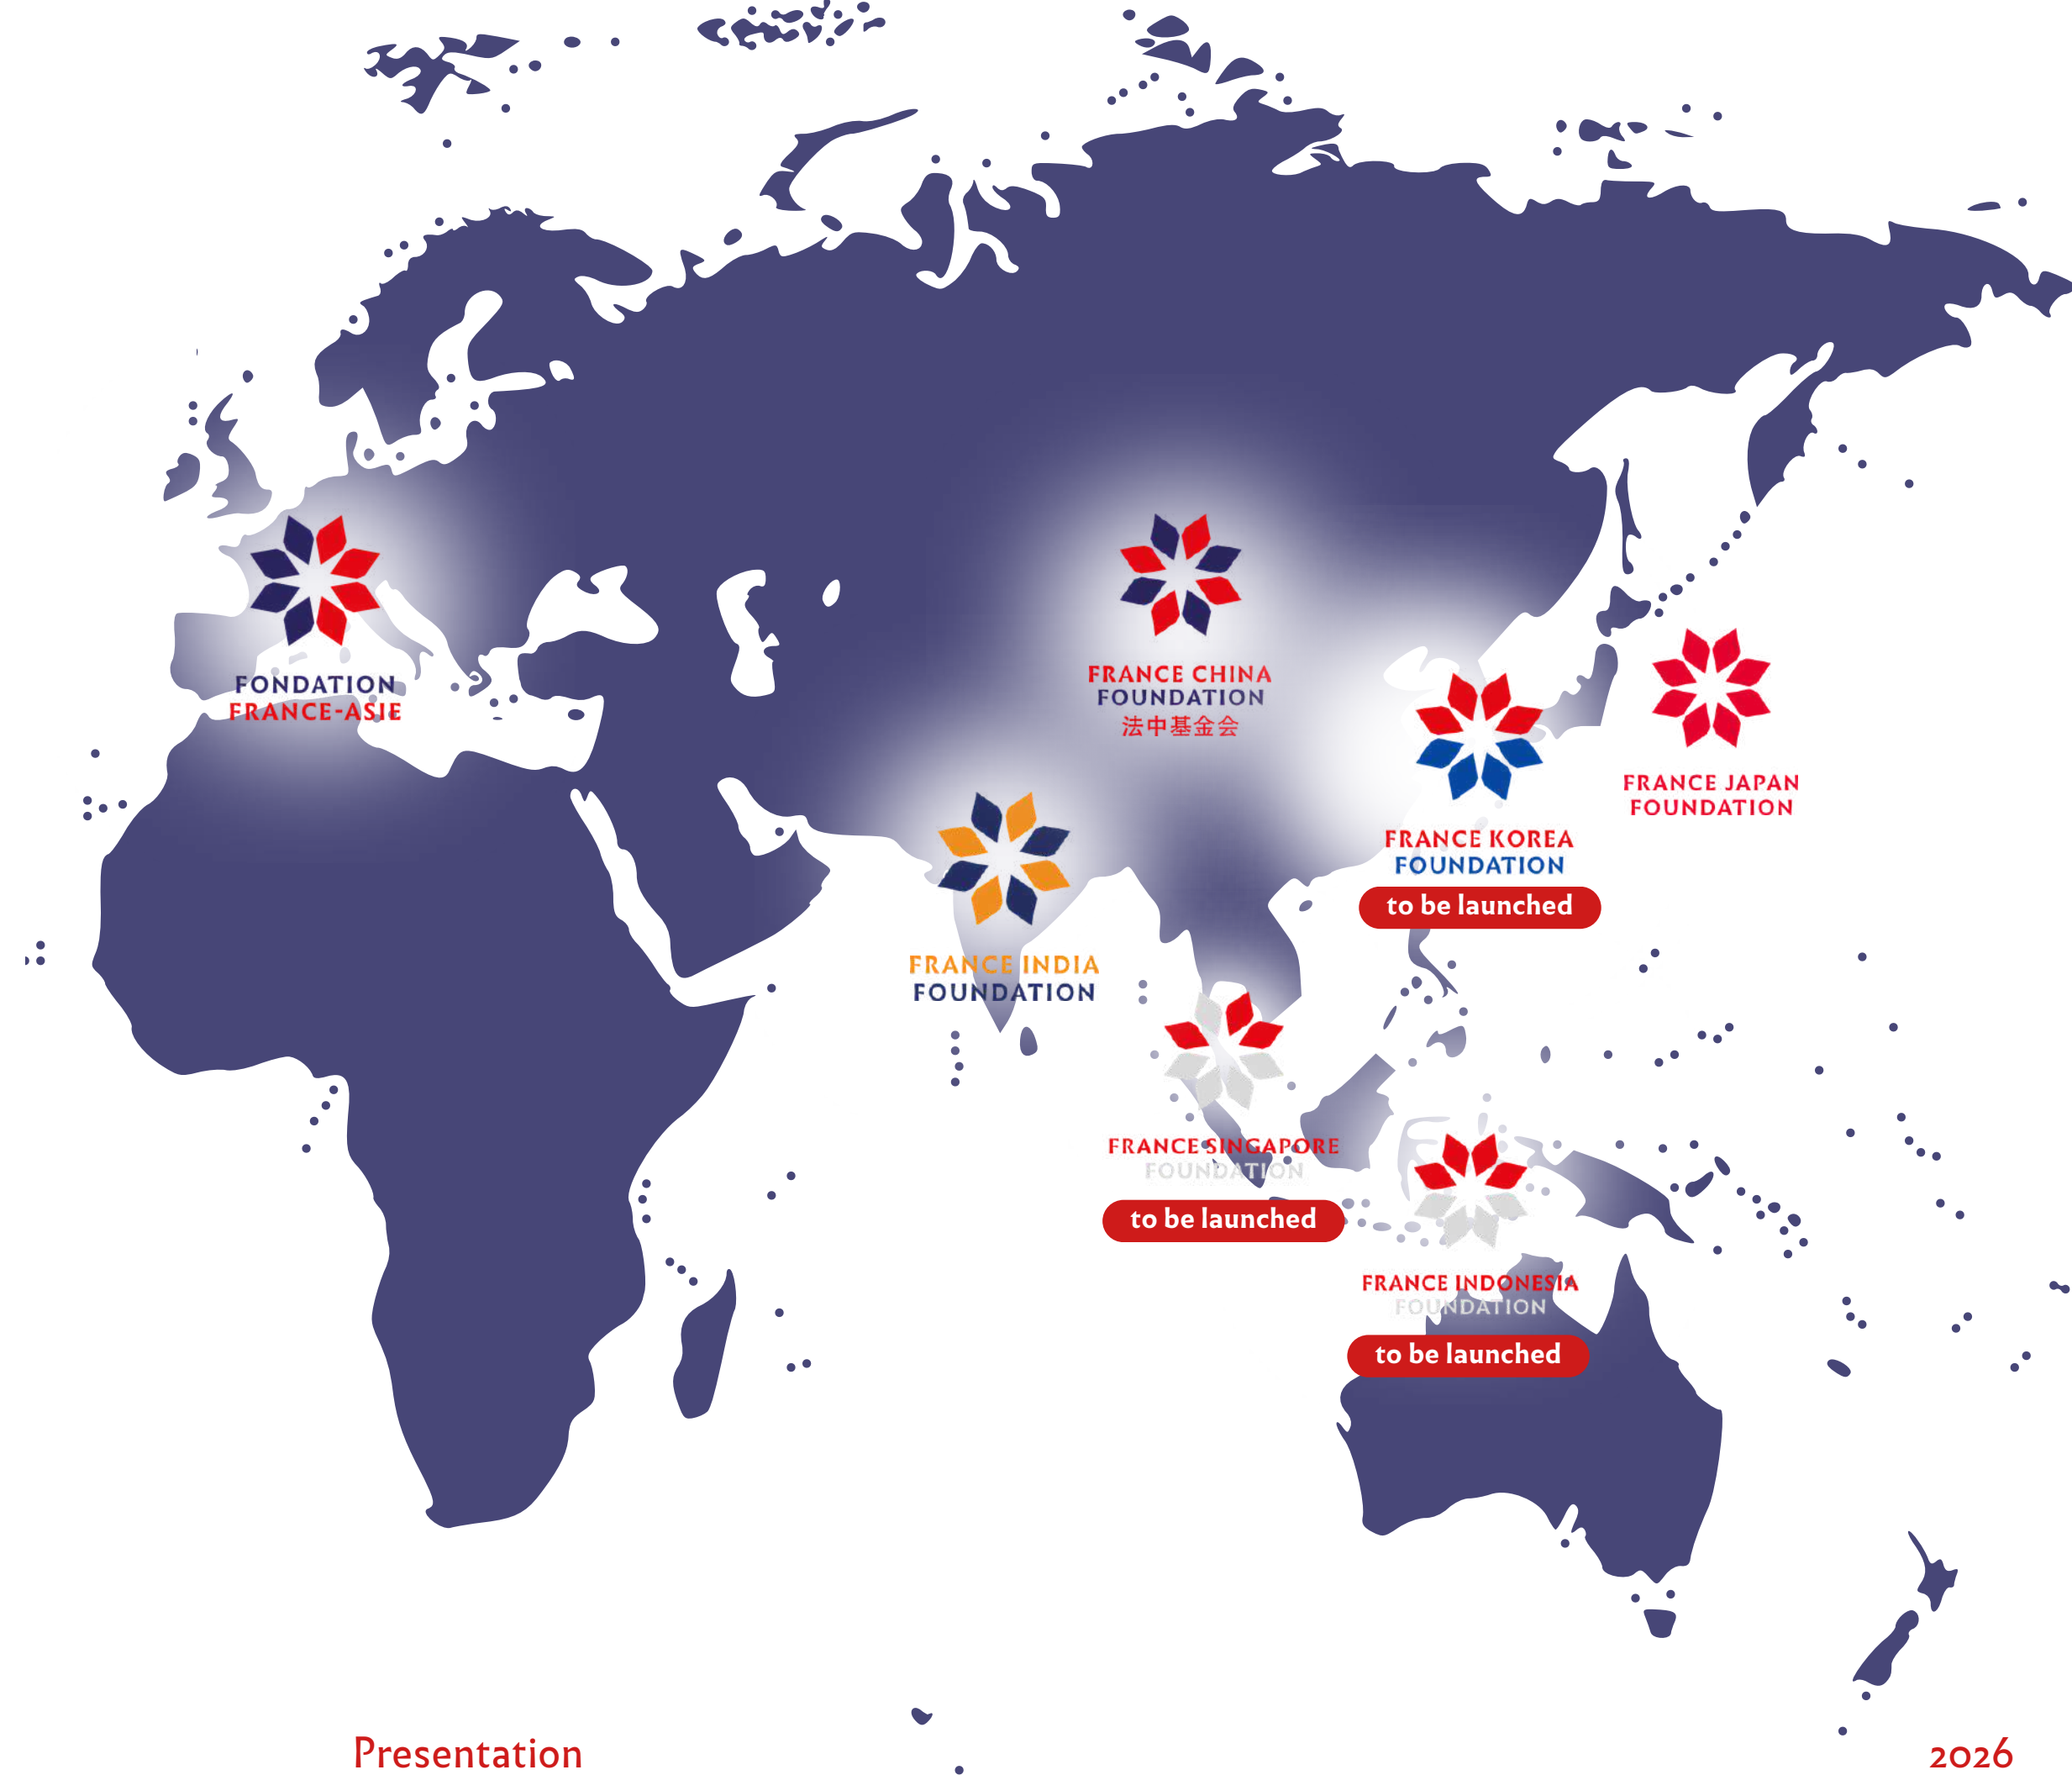 FONDATION
FRANCE-ASIE
FRANCE CHINA
FOUNDATION
法中基金会
FRANCE JAPAN
FOUNDATION
FRANCE KOREA
FOUNDATION
to be launched
FRANCE INDIA
FOUNDATION
FRANCE SINGAPORE
FOUNDATION
to be launched
FRANCE INDONESIA
FOUNDATION
to be launched
Presentation
2026